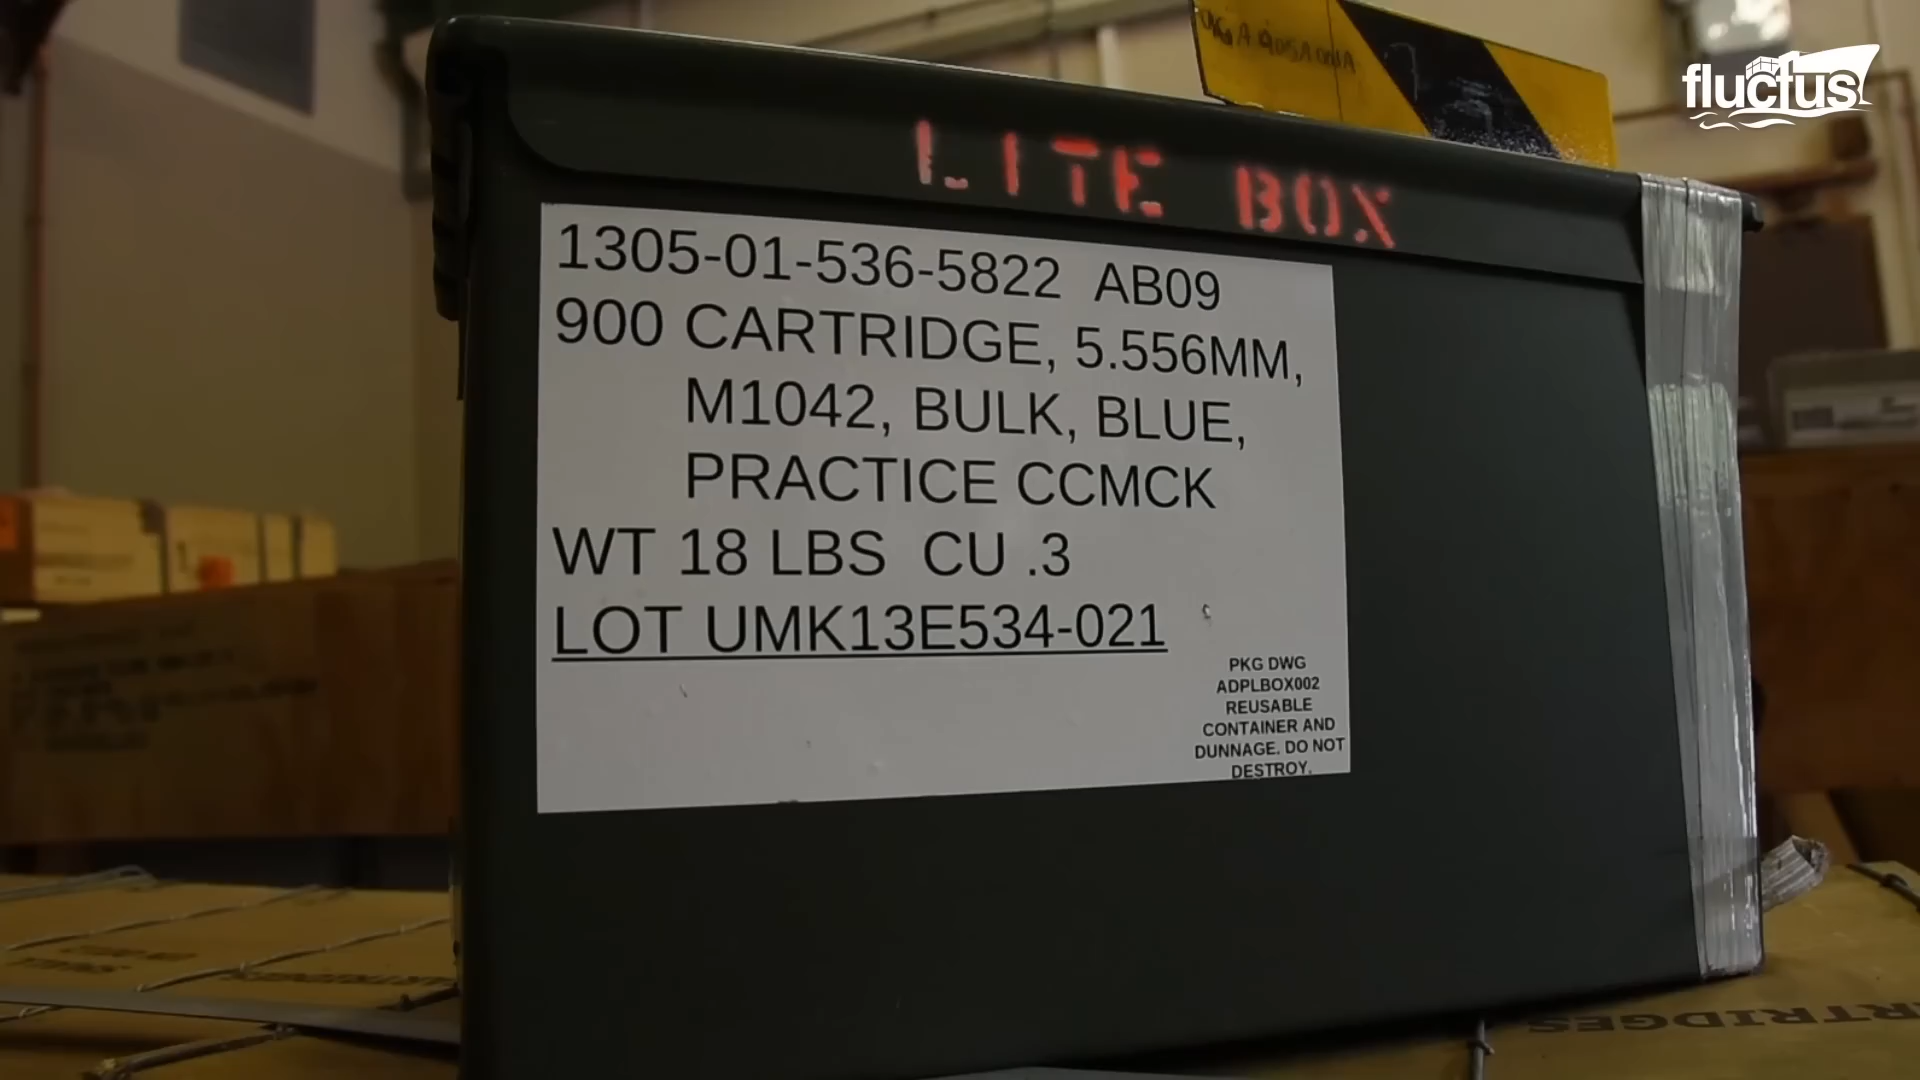 fluctus
LITE BOX
1305-01-536-5822 AB09
900 CARTRIDGE, 5.556MM,
M1042, BULK, BLUE,
PRACTICE CCMCK
WT 18 LBS CU .3
LOT UMK13E534-021
PKG DWG
ADPLBOX002
REUSABLE
CONTAINER AND
DUNNAGE. DO NOT
DESTROY.